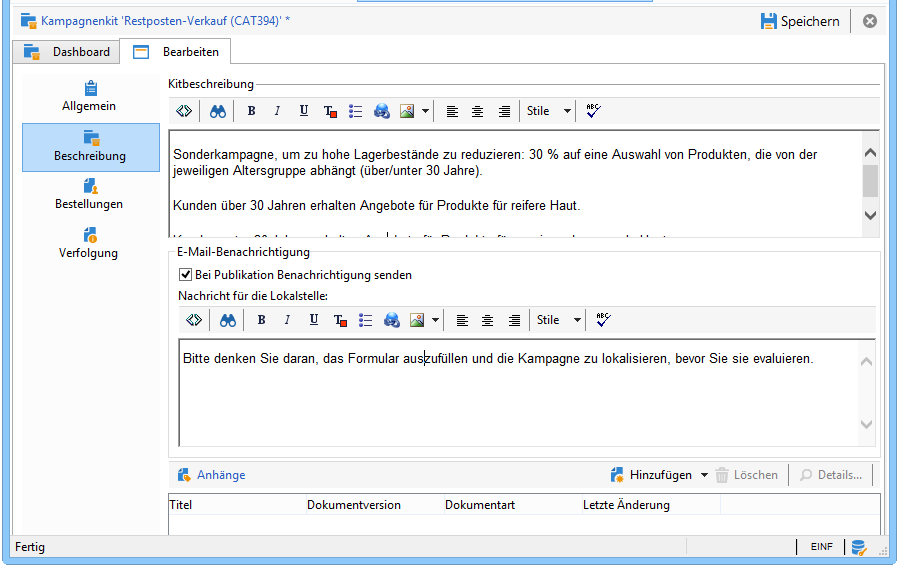 Kampagnenkit 'Restposten-Verkauf (CAT394)' *
Speichern
Dashboard
Bearbeiten
Allgemein
Beschreibung
Bestellungen
Verfolgung
Kitbeschreibung
B I U T Stile ABC
Sonderkampagne, um zu hohe Lagerbestände zu reduzieren: 30 % auf eine Auswahl von Produkten, die von der
jeweiligen Altersgruppe abhängt (über/unter 30 Jahre).
Kunden über 30 Jahren erhalten Angebote für Produkte für reifere Haut.
E-Mail-Benachrichtigung
Bei Publikation Benachrichtigung senden
Nachricht für die Lokalstelle:
B I U T Stile ABC
Bitte denken Sie daran, das Formular auszufüllen und die Kampagne zu lokalisieren, bevor Sie sie evaluieren.
Anhänge
Hinzufügen
Löschen
Details...
Titel Dokumentversion Dokumentart Letzte Änderung
Fertig
EINF